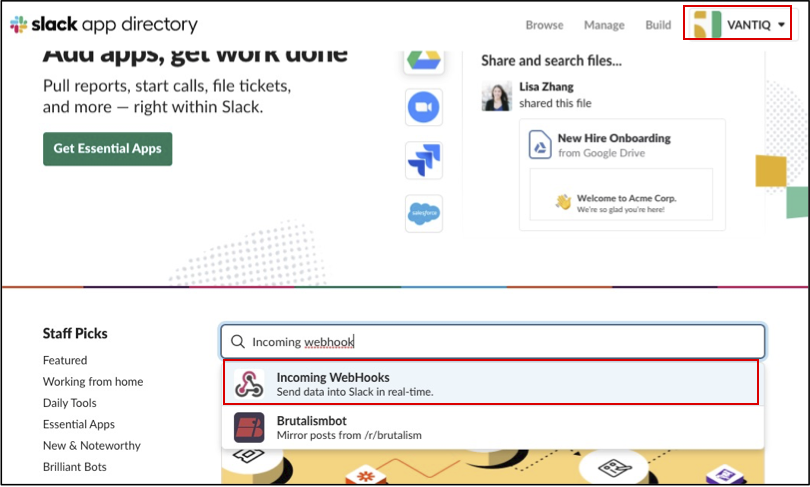 slack app directory
Browse Manage Build VANTIQ
Add apps, get work done
Pull reports, start calls, file tickets,
and more — right within Slack.
Get Essential Apps
salesforce
Share and search files...
Lisa Zhang
shared this file
New Hire Onboarding
from Google Drive
Welcome to Acme Corp.
We're so glad you're here!
Staff Picks
Featured
Working from home
Daily Tools
Essential Apps
New & Noteworthy
Brilliant Bots
Incoming webhook
Incoming WebHooks
Send data into Slack in real-time.
Brutalismbot
Mirror posts from /r/brutalism